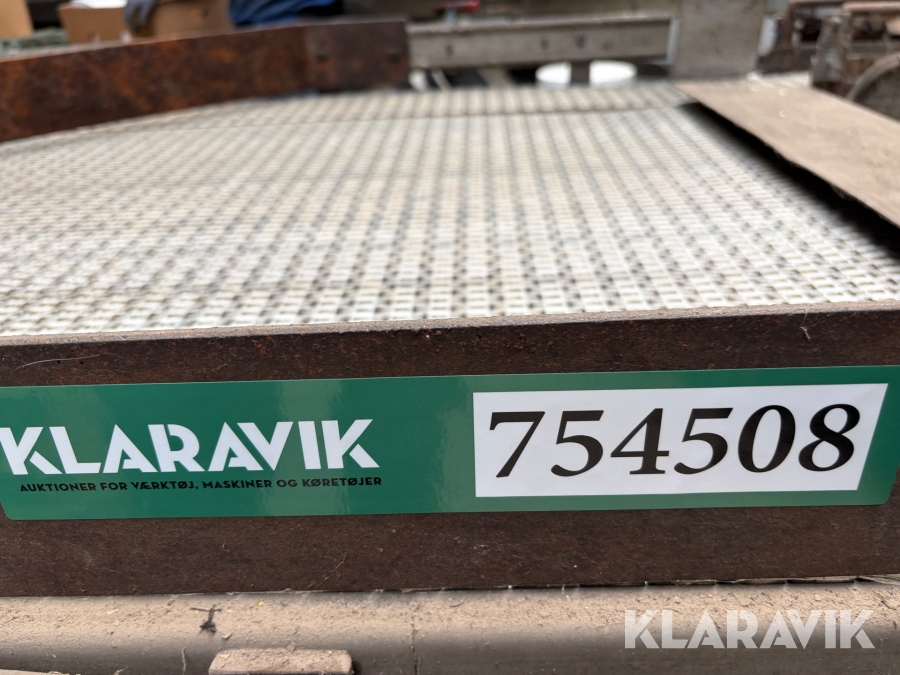 KLARAVIK
AUKTIONER FOR VÆRKTØJ, MASKINER OG KØRETØJER
754508
KLARAVIK